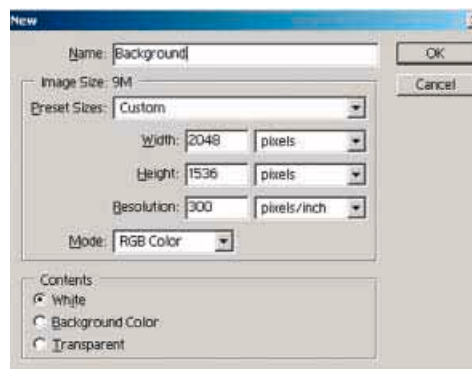 New
Name: Background
OK
Image Size: 9M
Cancel
Preset Sizes: Custom
Width: 2048 pixels
Height: 1536 pixels
Resolution: 300 pixels/inch
Mode: RGB Color
Contents
White
Background Color
Transparent